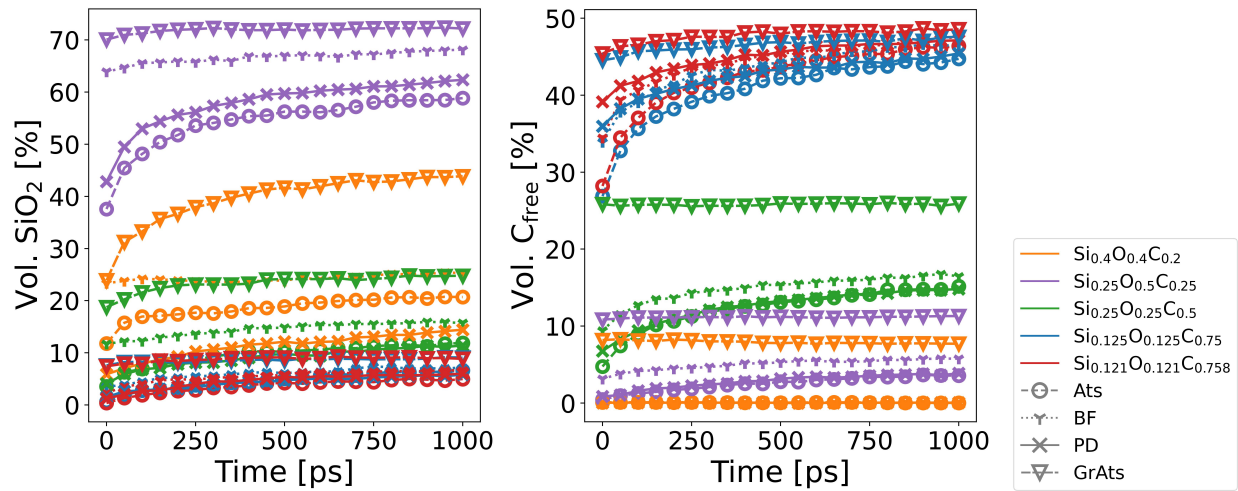 70
60
50
40
30
20
10
0
Vol. SiO₂ [%]
0 250 500 750 1000
Time [ps]
50
40
30
20
10
0
Vol. C_free [%]
0 250 500 750 1000
Time [ps]
Si₀.₄O₀.₄C₀.₂
Si₀.₂₅O₀.₅C₀.₂₅
Si₀.₂₅O₀.₂₅C₀.₅
Si₀.₁₂₅O₀.₁₂₅C₀.₇₅
Si₀.₁₂₁O₀.₁₂₁C₀.₇₅₈
Ats
BF
PD
GrAts